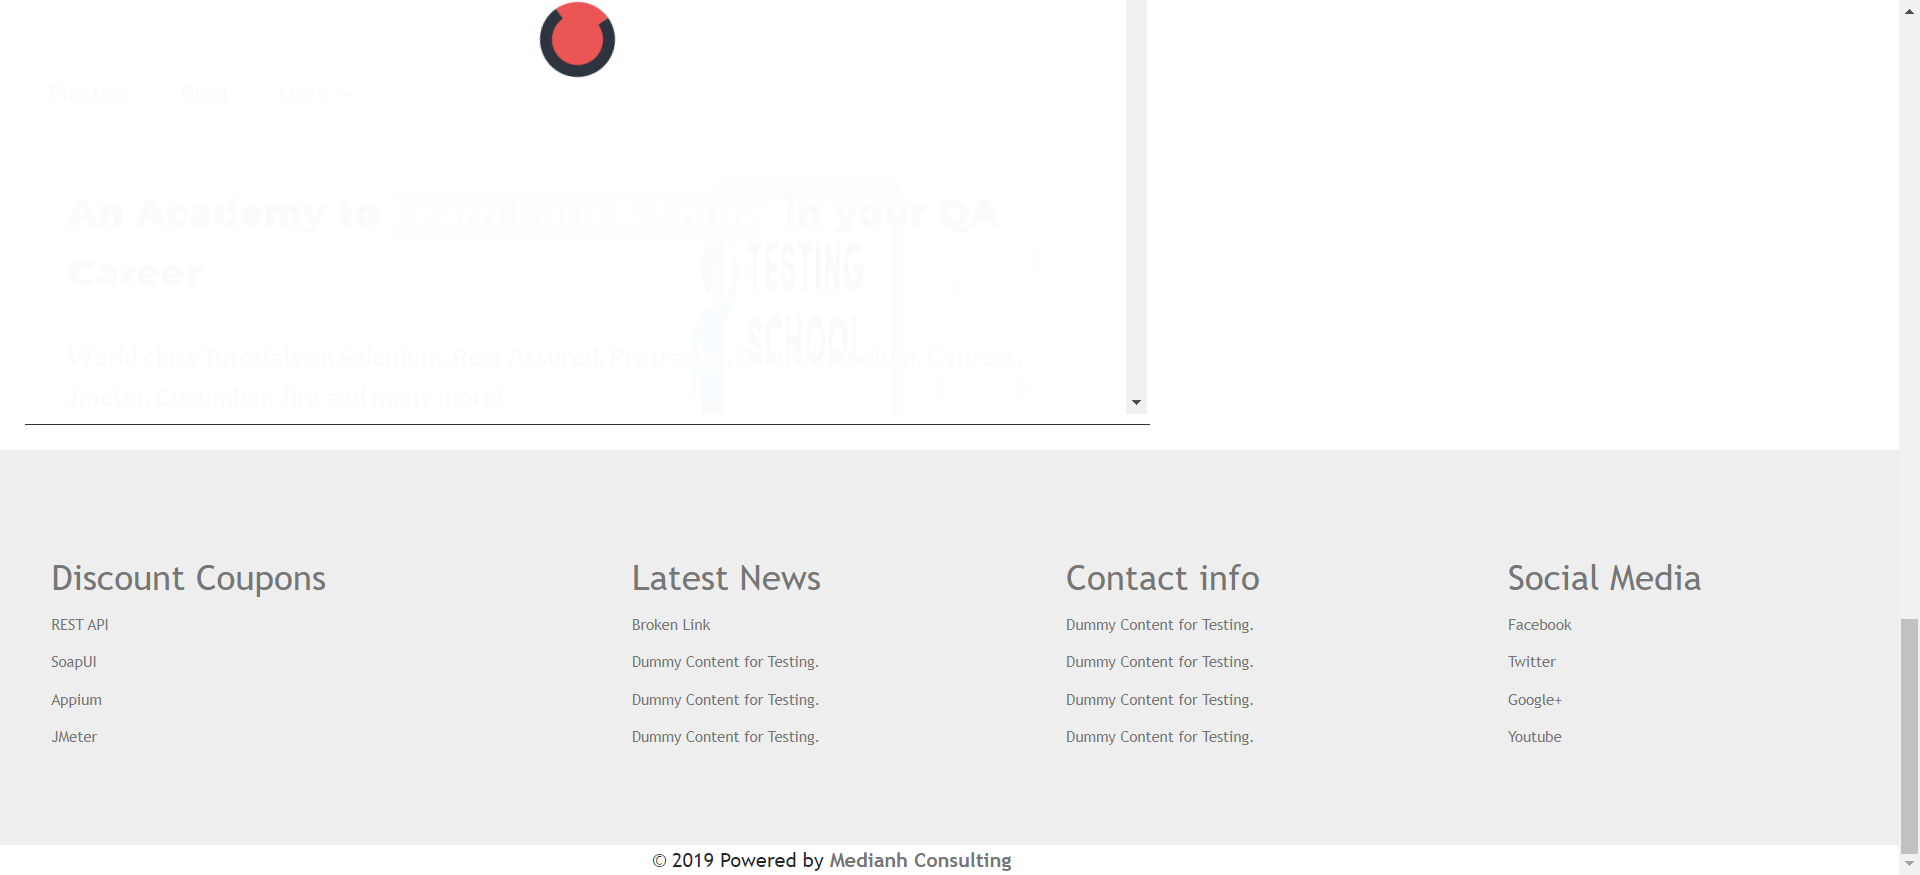 Practice Blog More
An Academy to Learn Earn & Shine in your QA
Career
TESTING
SCHOOL
World class Tutorials on Selenium, Rest Assured, Protractor, SoapUI, Appium, Cypress,
Jmeter, Cucumber, Jira and many more!
Discount Coupons
REST API
SoapUI
Appium
JMeter
Latest News
Broken Link
Dummy Content for Testing.
Dummy Content for Testing.
Dummy Content for Testing.
Contact info
Dummy Content for Testing.
Dummy Content for Testing.
Dummy Content for Testing.
Dummy Content for Testing.
Social Media
Facebook
Twitter
Google+
Youtube
© 2019 Powered by Medianh Consulting